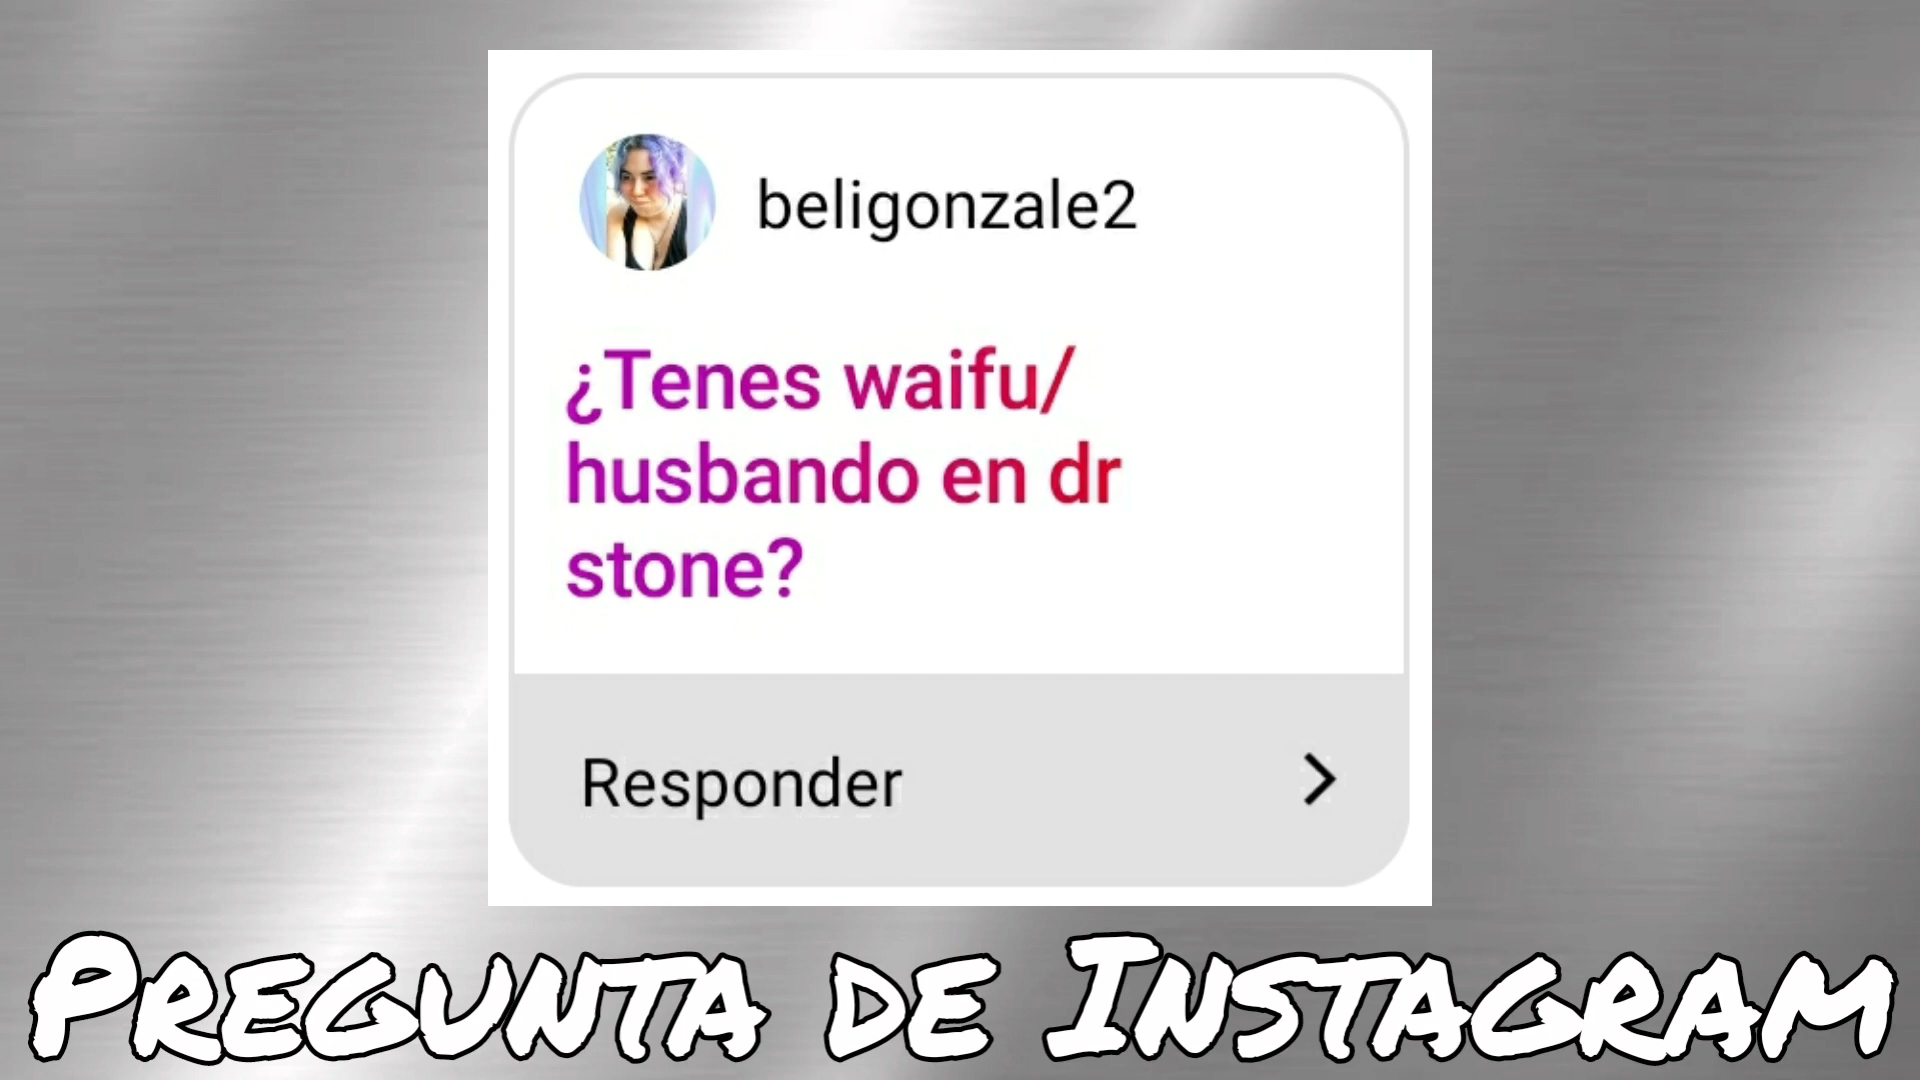 beligonzale2
¿Tenes waifu/
husbando en dr
stone?
Responder
PREGUNTA DE INSTAGRAM